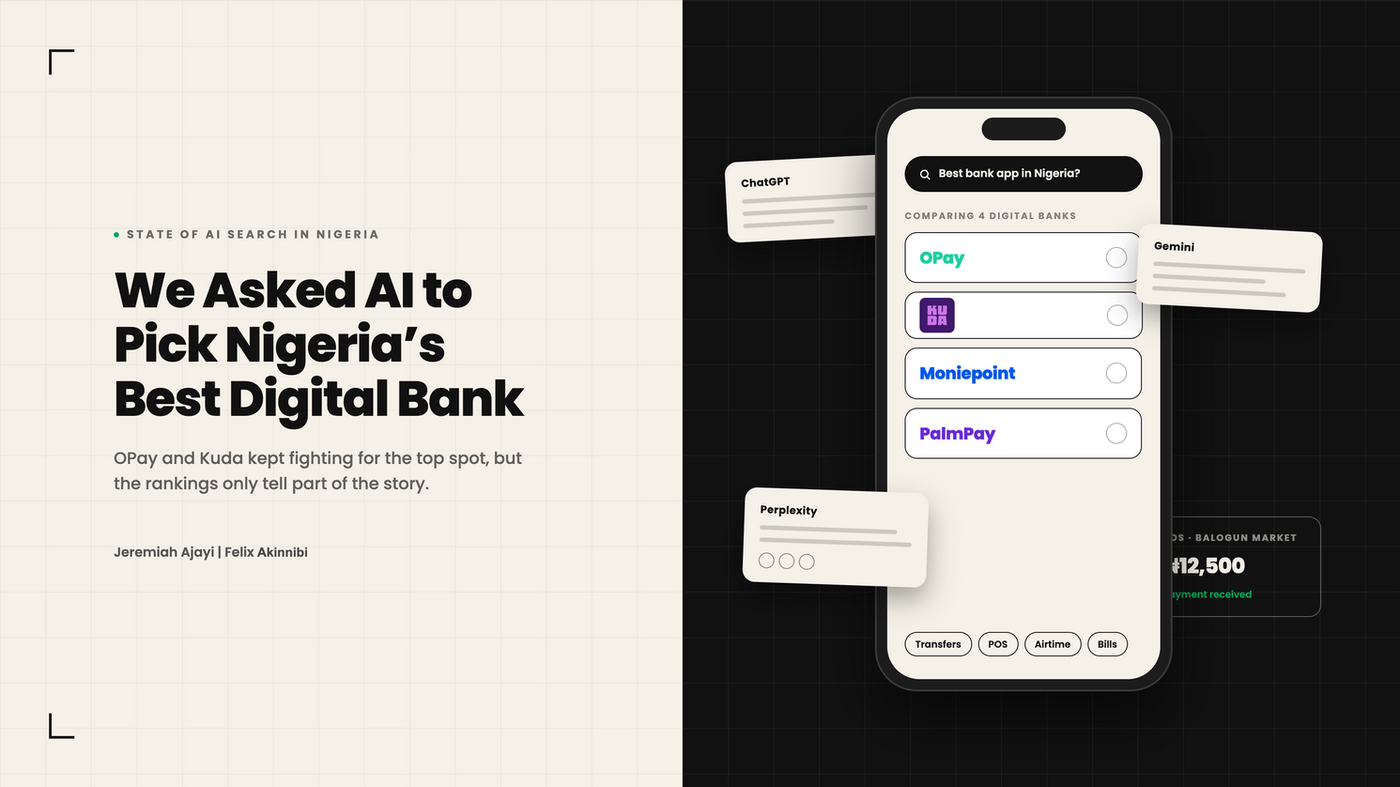 STATE OF AI SEARCH IN NIGERIA
We Asked AI to
Pick Nigeria’s
Best Digital Bank
OPay and Kuda kept fighting for the top spot, but
the rankings only tell part of the story.
Jeremiah Ajayi | Felix Akinnibi
ChatGPT
Best bank app in Nigeria?
COMPARING 4 DIGITAL BANKS
OPay
Gemini
KU
DA
Moniepoint
PalmPay
Perplexity
OS · BALOGUN MARKET
₦12,500
ayment received
Transfers
POS
Airtime
Bills